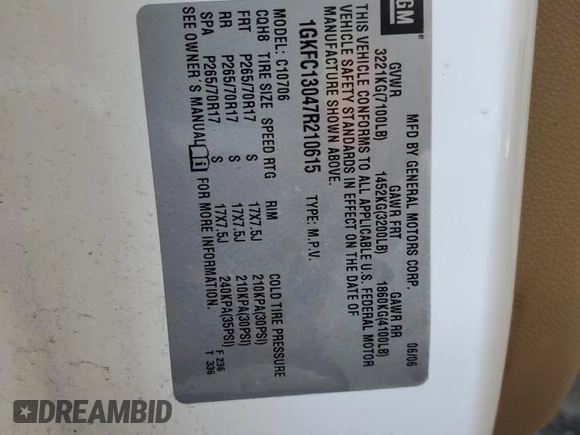 GM
®
MFD BY GENERAL MOTORS CORP. 06/06
GVWR GAWR FRT GAWR RR
3221KG(7100LB) 1452KG(3200LB) 1860KG(4100LB)
THIS VEHICLE CONFORMS TO ALL APPLICABLE U.S. FEDERAL MOTOR
VEHICLE SAFETY STANDARDS IN EFFECT ON THE DATE OF
MANUFACTURE SHOWN ABOVE.
1GKFC13047R210615 TYPE: M.P.V.
CQH8 C10706
TIRE SIZE SPEED RTG RIM COLD TIRE PRESSURE
FRT P265/70R17 S 17X7.5J 210KPA(30PSI)
RR P265/70R17 S 17X7.5J 210KPA(30PSI)
SPA P265/70R17 S 17X7.5J 240KPA(35PSI)
SEE OWNER'S MANUAL FOR MORE INFORMATION.
F 236
T 336
DREAMBID